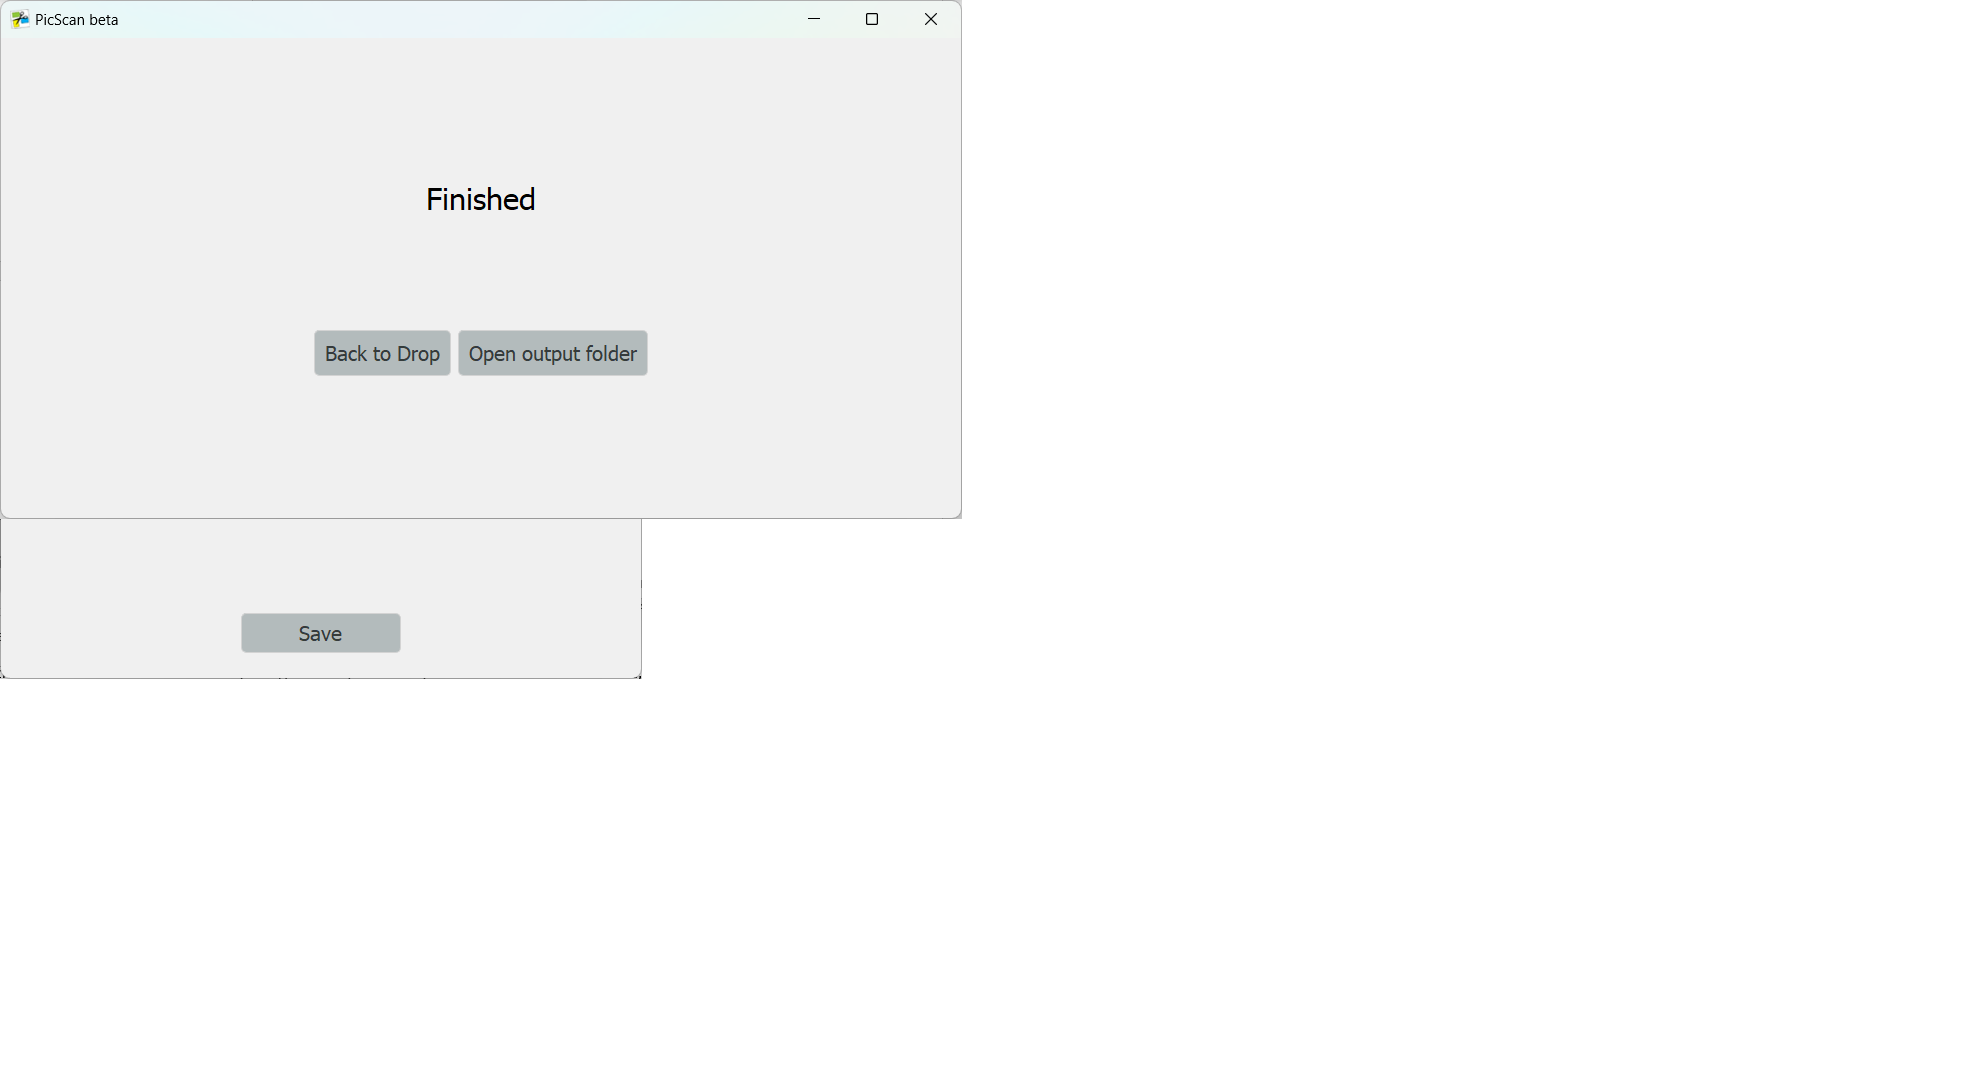 PicScan beta
Finished
Back to Drop
Open output folder
Save